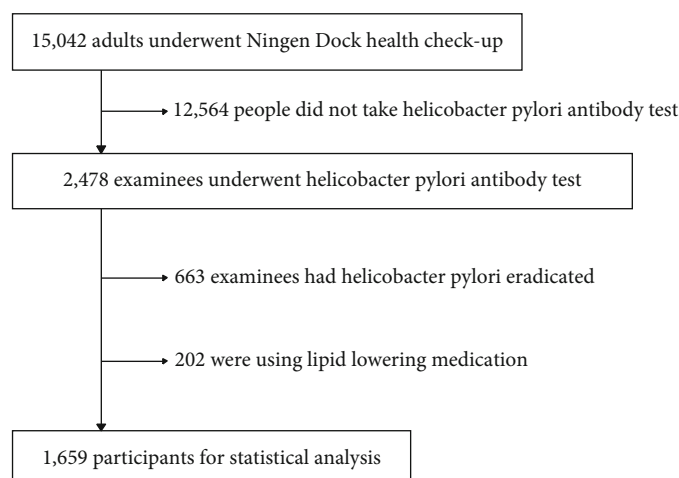 15,042 adults underwent Ningen Dock health check-up
12,564 people did not take helicobacter pylori antibody test
2,478 examinees underwent helicobacter pylori antibody test
663 examinees had helicobacter pylori eradicated
202 were using lipid lowering medication
1,659 participants for statistical analysis